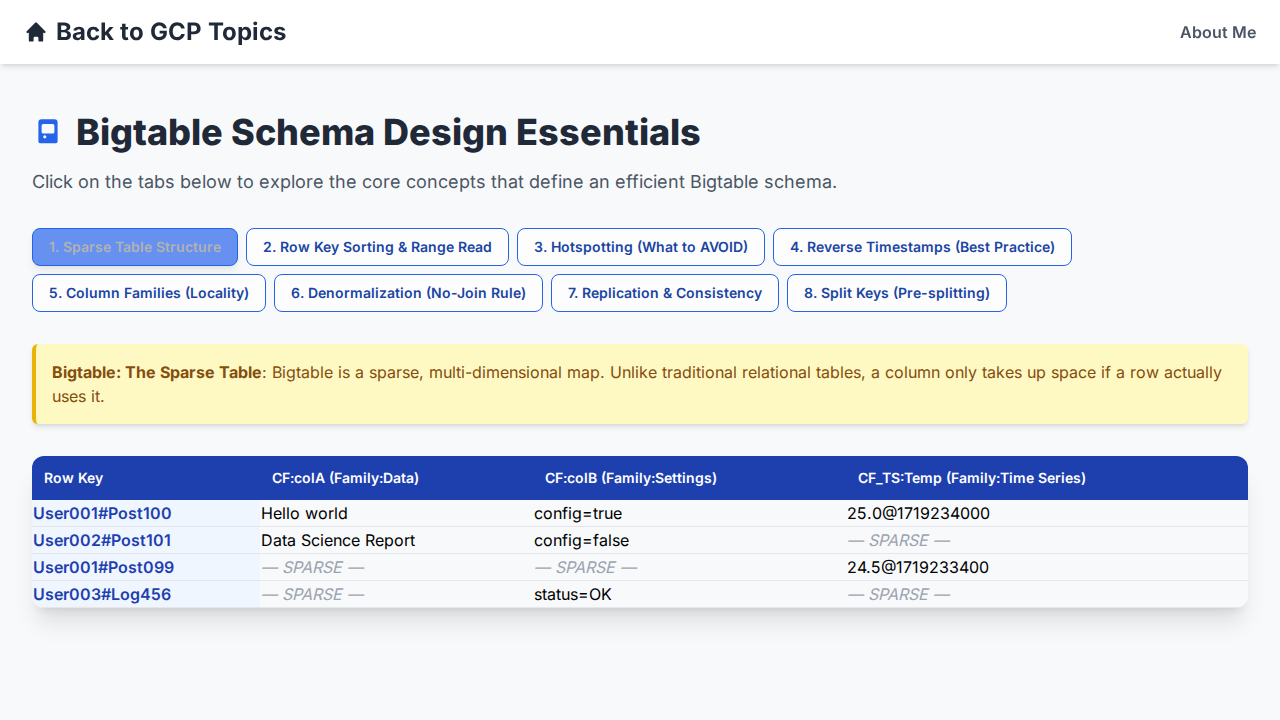 Back to GCP Topics
About Me
Bigtable Schema Design Essentials
Click on the tabs below to explore the core concepts that define an efficient Bigtable schema.
1. Sparse Table Structure
2. Row Key Sorting & Range Read
3. Hotspotting (What to AVOID)
4. Reverse Timestamps (Best Practice)
5. Column Families (Locality)
6. Denormalization (No-Join Rule)
7. Replication & Consistency
8. Split Keys (Pre-splitting)
Bigtable: The Sparse Table: Bigtable is a sparse, multi-dimensional map. Unlike traditional relational tables, a column only takes up space if a row actually
uses it.
Row Key CF:colA (Family:Data) CF:colB (Family:Settings) CF_TS:Temp (Family:Time Series)
User001#Post100 Hello world config=true 25.0@1719234000
User002#Post101 Data Science Report config=false — SPARSE —
User001#Post099 — SPARSE — — SPARSE — 24.5@1719233400
User003#Log456 — SPARSE — status=OK — SPARSE —